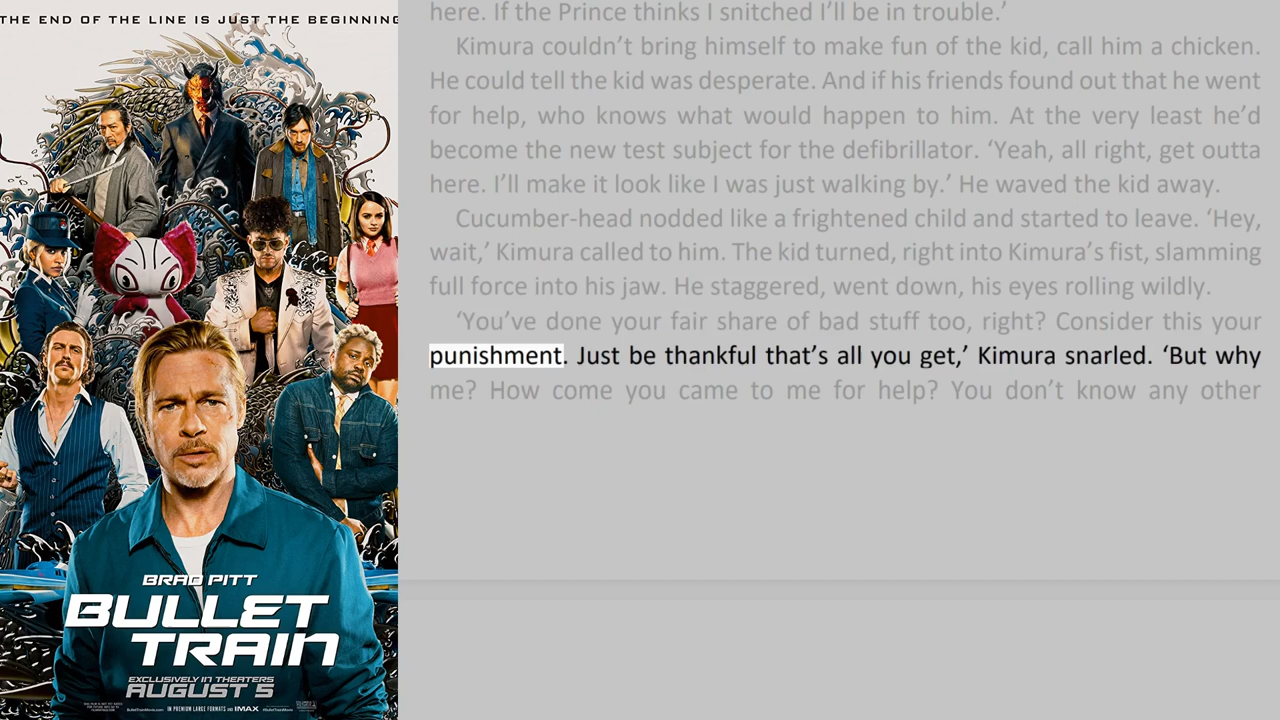 THE END OF THE LINE IS JUST THE BEGINNING
BRAD PITT
BULLET
TRAIN
EXCLUSIVELY IN THEATERS
AUGUST 5
BulletTrainMovie.com
IN PREMIUM LARGE FORMATS AND IMAX
#BulletTrainMovie
here. If the Prince thinks I snitched I’ll be in trouble.’
Kimura couldn’t bring himself to make fun of the kid, call him a chicken.
He could tell the kid was desperate. And if his friends found out that he went
for help, who knows what would happen to him. At the very least he’d
become the new test subject for the defibrillator. ‘Yeah, all right, get outta
here. I’ll make it look like I was just walking by.’ He waved the kid away.
Cucumber-head nodded like a frightened child and started to leave. ‘Hey,
wait,’ Kimura called to him. The kid turned, right into Kimura’s fist, slamming
full force into his jaw. He staggered, went down, his eyes rolling wildly.
‘You’ve done your fair share of bad stuff too, right? Consider this your
punishment. Just be thankful that’s all you get,’ Kimura snarled. ‘But why
me? How come you came to me for help? You don’t know any other